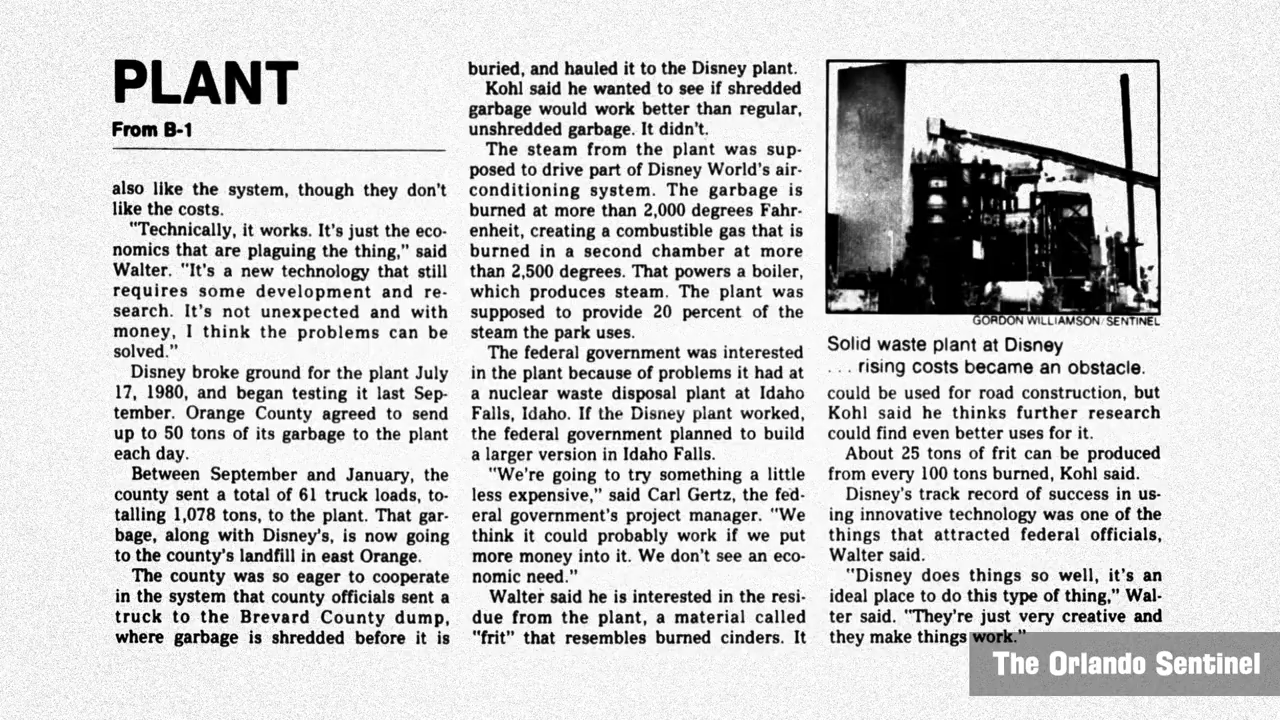 PLANT
From B-1
also like the system, though they don't
like the costs.
"Technically, it works. It's just the eco-
nomics that are plaguing the thing," said
Walter. "It's a new technology that still
requires some development and re-
search. It's not unexpected and with
money, I think the problems can be
solved."
Disney broke ground for the plant July
17, 1980, and began testing it last Sep-
tember. Orange County agreed to send
up to 50 tons of its garbage to the plant
each day.
Between September and January, the
county sent a total of 61 truck loads, to-
talling 1,078 tons, to the plant. That gar-
bage, along with Disney's, is now going
to the county's landfill in east Orange.
The county was so eager to cooperate
in the system that county officials sent a
truck to the Brevard County dump,
where garbage is shredded before it is
buried, and hauled it to the Disney plant.
Kohl said he wanted to see if shredded
garbage would work better than regular,
unshredded garbage. It didn't.
The steam from the plant was sup-
posed to drive part of Disney World's air-
conditioning system. The garbage is
burned at more than 2,000 degrees Fahr-
enheit, creating a combustible gas that is
burned in a second chamber at more
than 2,500 degrees. That powers a boiler,
which produces steam. The plant was
supposed to provide 20 percent of the
steam the park uses.
The federal government was interested
in the plant because of problems it had at
a nuclear waste disposal plant at Idaho
Falls, Idaho. If the Disney plant worked,
the federal government planned to build
a larger version in Idaho Falls.
"We're going to try something a little
less expensive," said Carl Gertz, the fed-
eral government's project manager. "We
think it could probably work if we put
more money into it. We don't see an eco-
nomic need."
Walter said he is interested in the resi-
due from the plant, a material called
"frit" that resembles burned cinders. It
GORDON WILLIAMSON/SENTINEL
Solid waste plant at Disney
. . . rising costs became an obstacle.
could be used for road construction, but
Kohl said he thinks further research
could find even better uses for it.
About 25 tons of frit can be produced
from every 100 tons burned, Kohl said.
Disney's track record of success in us-
ing innovative technology was one of the
things that attracted federal officials,
Walter said.
"Disney does things so well, it's an
ideal place to do this type of thing," Wal-
ter said. "They're just very creative and
they make things work."
The Orlando Sentinel